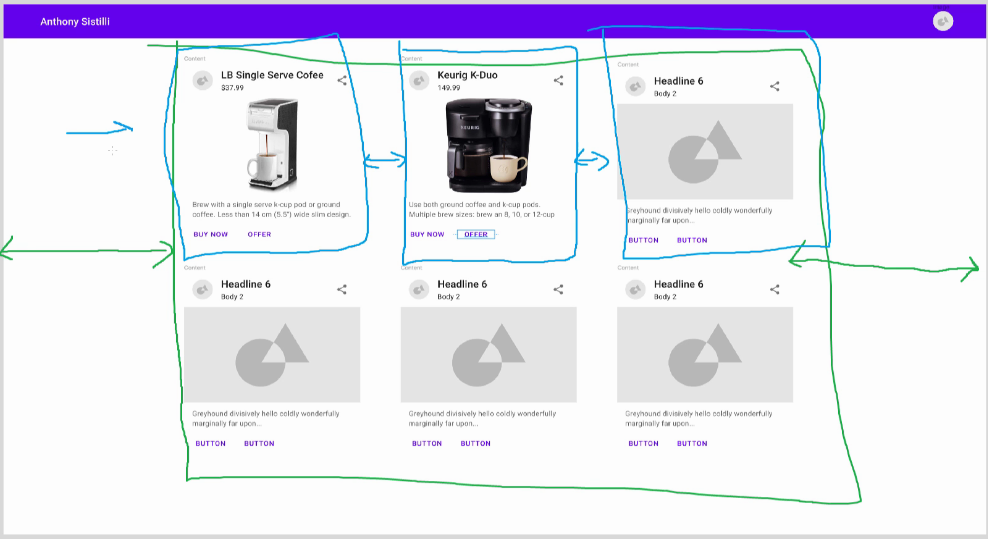 Anthony Sistilli
Content
LB Single Serve Cofee
$37.99
Brew with a single serve k-cup pod or ground
coffee. Less than 14 cm (5.5") wide slim design.
BUY NOW OFFER
Content
Keurig K-Duo
149.99
KEURIG
Use both ground coffee and k-cup pods.
Multiple brew sizes: brew an 8, 10, or 12-cup
BUY NOW OFFER
Content
Headline 6
Body 2
Greyhound divisively hello coldly wonderfully
marginally far upon...
BUTTON BUTTON
Content
Headline 6
Body 2
Greyhound divisively hello coldly wonderfully
marginally far upon...
BUTTON BUTTON
Content
Headline 6
Body 2
Greyhound divisively hello coldly wonderfully
marginally far upon...
BUTTON BUTTON
Content
Headline 6
Body 2
Greyhound divisively hello coldly wonderfully
marginally far upon...
BUTTON BUTTON